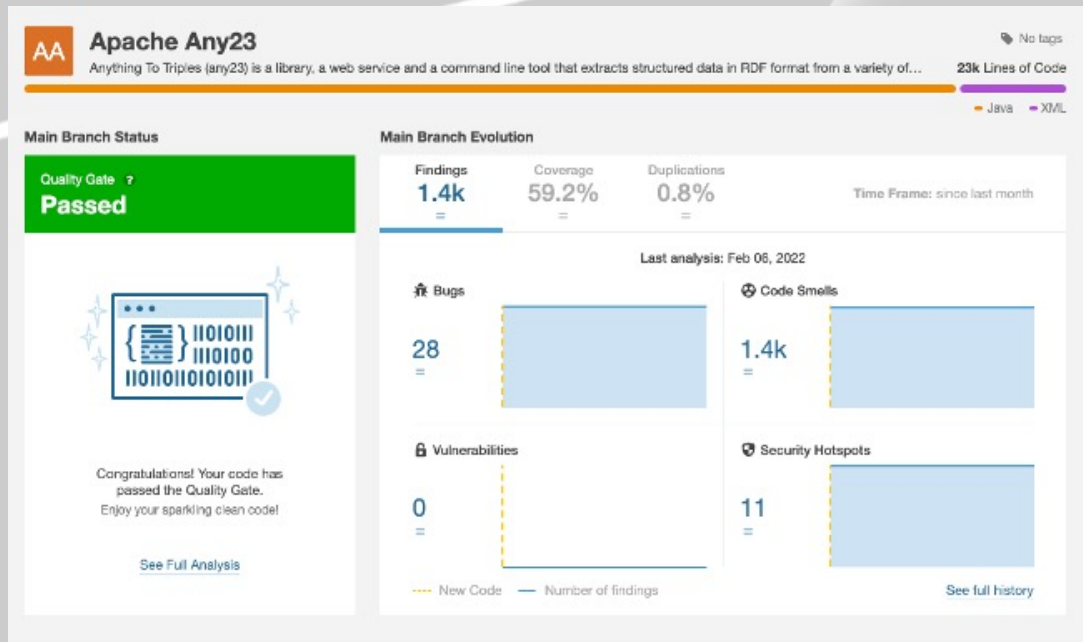 AA
Apache Any23
No tags
Anything To Triples (any23) is a library, a web service and a command line tool that extracts structured data in RDF format from a variety of...
23k Lines of Code
Java XML
Main Branch Status
Quality Gate ?
Passed
{ } 11010111
1110100
Congratulations! Your code has
passed the Quality Gate.
Enjoy your sparkling clean code!
See Full Analysis
Main Branch Evolution
Findings
1.4k
=
Coverage
59.2%
=
Duplications
0.8%
=
Time Frame: since last month
Last analysis: Feb 06, 2022
Bugs
28
=
Code Smells
1.4k
=
Vulnerabilities
0
=
Security Hotspots
11
=
New Code Number of findings
See full history